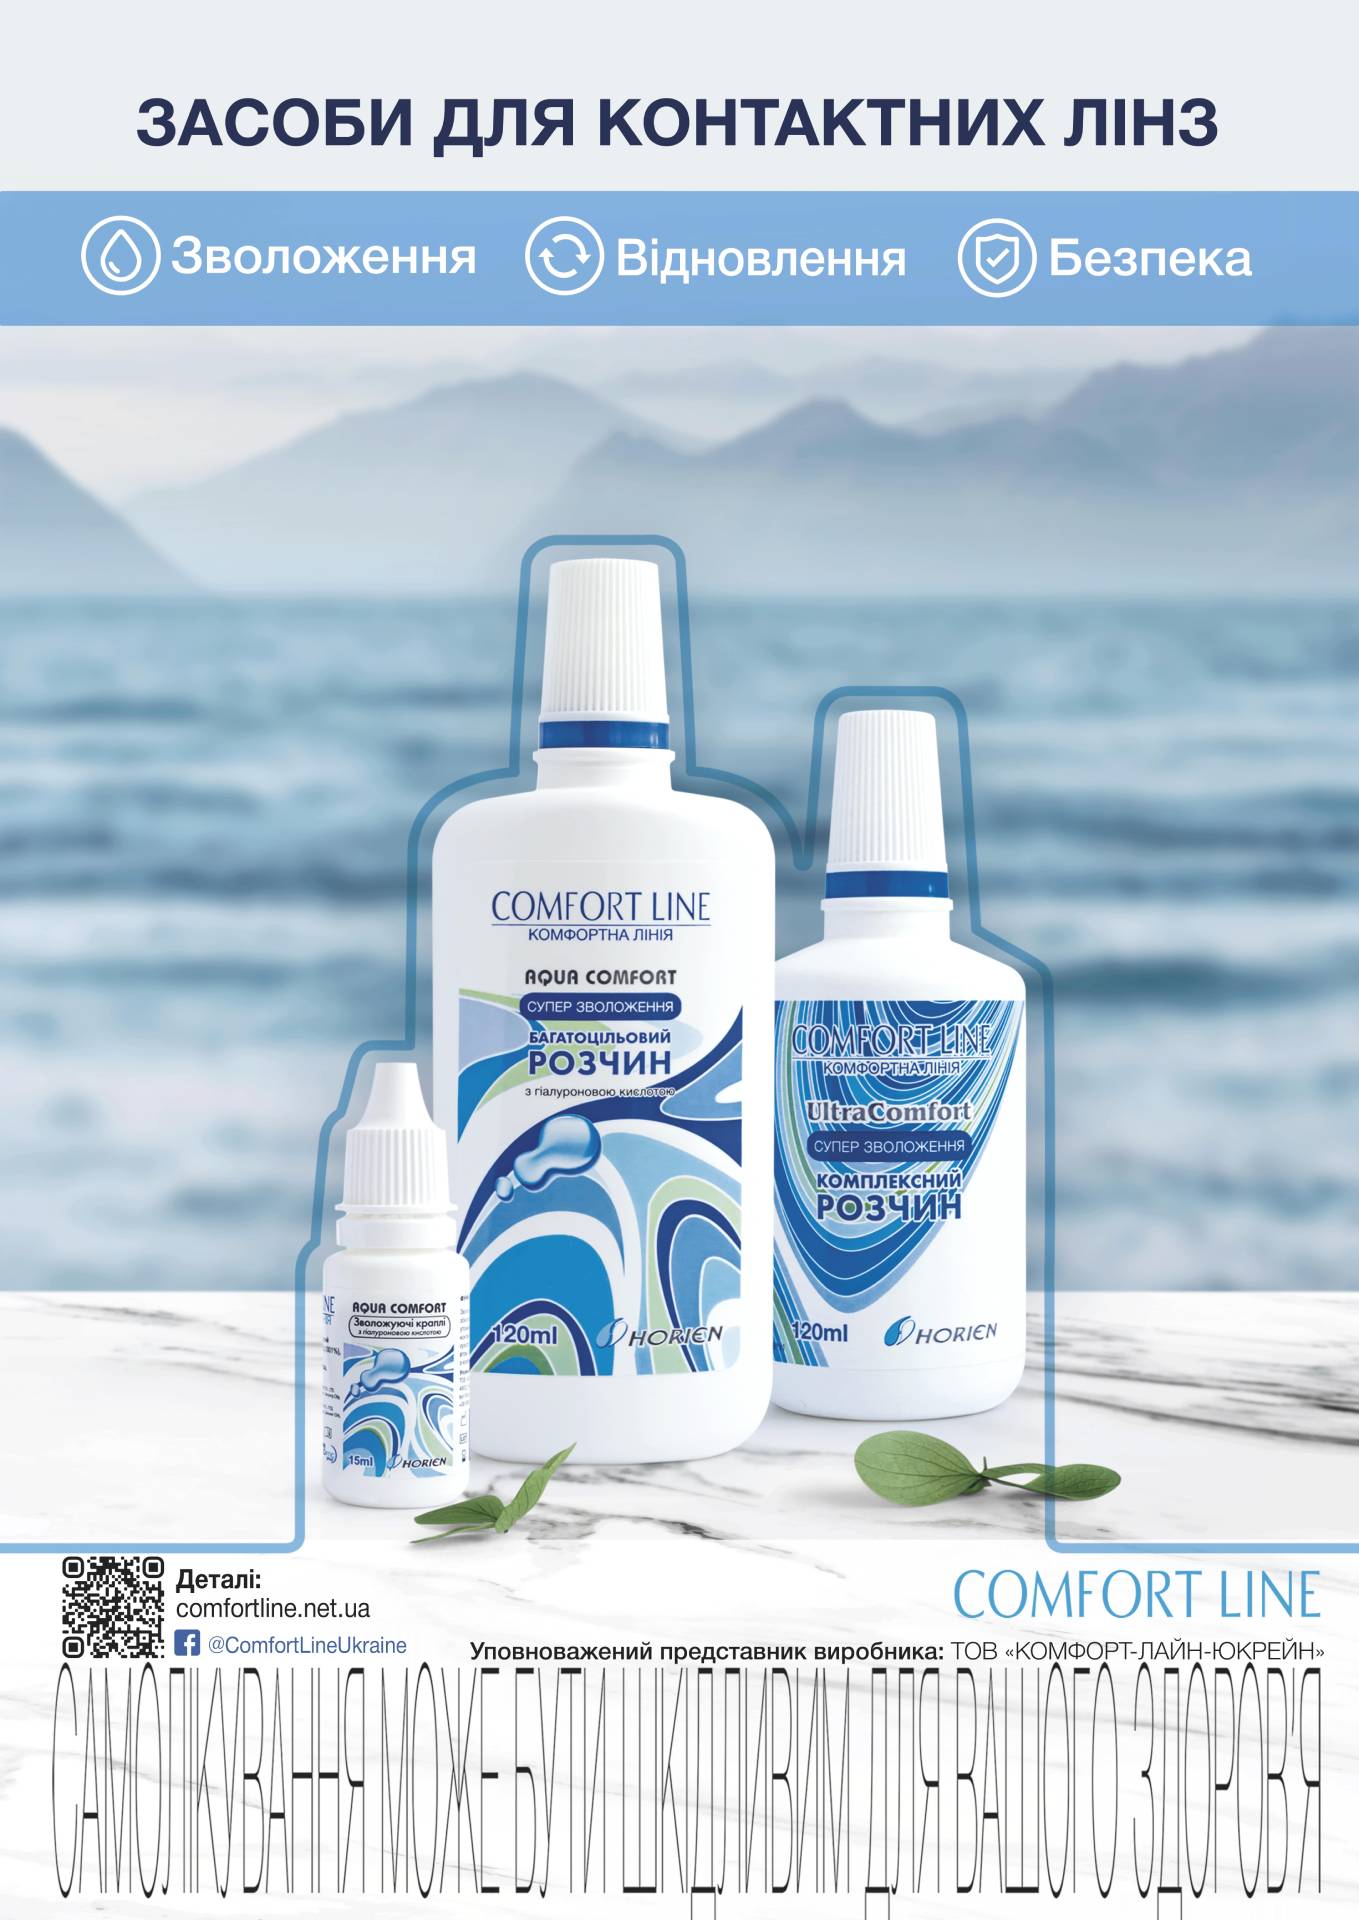 ЗАСОБИ ДЛЯ КОНТАКТНИХ ЛІНЗ
Зволоження Відновлення Безпека
COMFORT LINE
КОМФОРТНА ЛІНІЯ
AQUA COMFORT
СУПЕР ЗВОЛОЖЕННЯ
БАГАТОЦІЛЬОВИЙ
РОЗЧИН
з гіалуроновою кислотою
120ml HORIEN
COMFORT LINE
КОМФОРТНА ЛІНІЯ
UltraComfort
СУПЕР ЗВОЛОЖЕННЯ
КОМПЛЕКСНИЙ
РОЗЧИН
120ml HORIEN
AQUA COMFORT
Зволожуючі краплі
з гіалуроновою кислотою
15ml HORIEN
Деталі:
comfortline.net.ua
@ComfortLineUkraine
COMFORT LINE
Уповноважений представник виробника: ТОВ «КОМФОРТ-ЛАЙН-ЮКРЕЙН»
САМОЛІКУВАННЯ МОЖЕ БУТИ ШКІДЛИВИМ ДЛЯ ВАШОГО ЗДОРОВ'Я